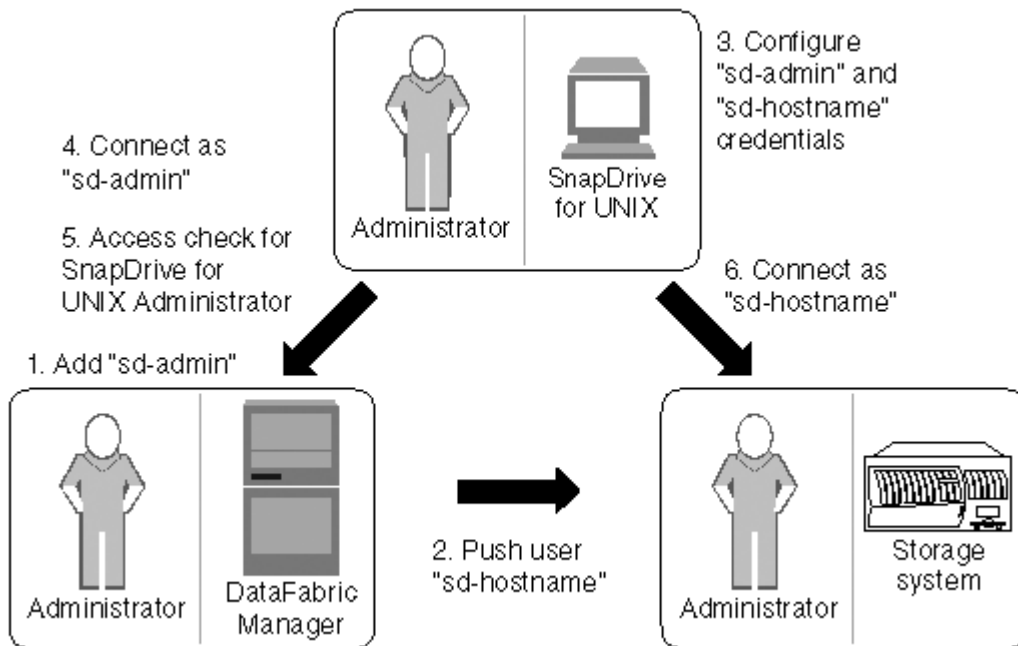 3. Configure
"sd-admin" and
"sd-hostname"
credentials
4. Connect as
"sd-admin"
Administrator
SnapDrive
for UNIX
5. Access check for
SnapDrive for
UNIX Administrator
6. Connect as
"sd-hostname"
1. Add "sd-admin"
Administrator
DataFabric
Manager
2. Push user
"sd-hostname"
Administrator
Storage
system